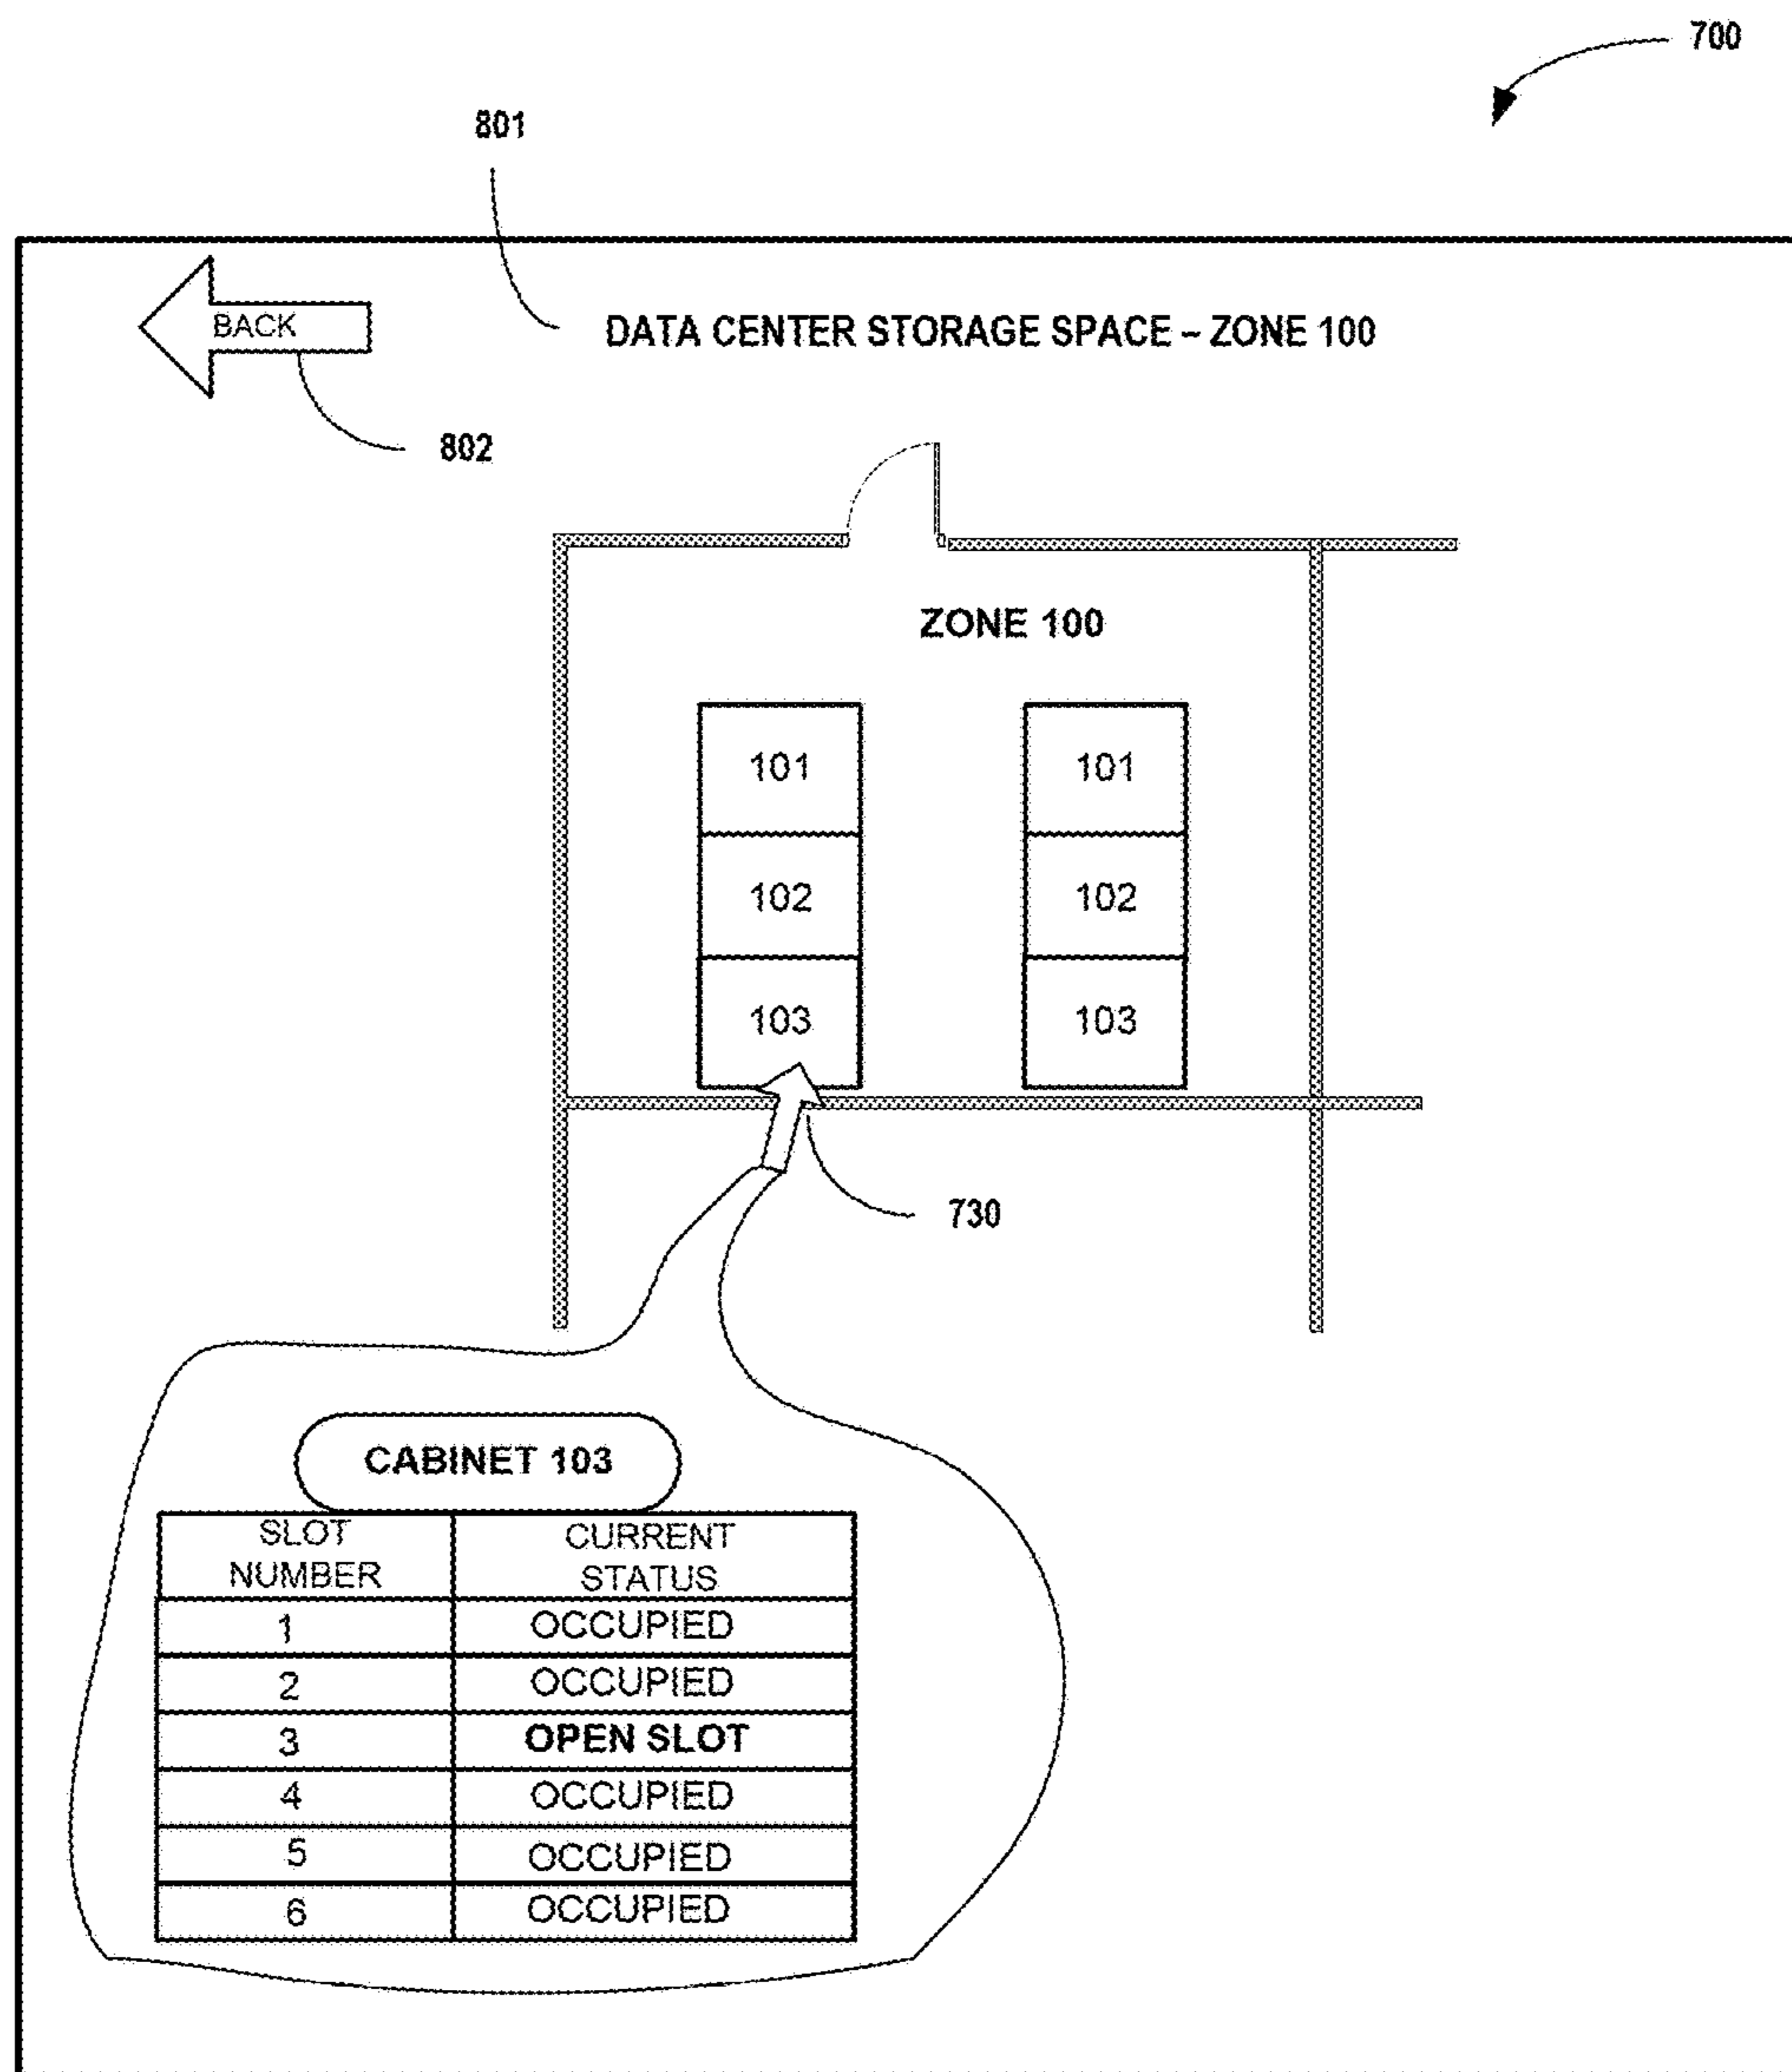 700
801
BACK
DATA CENTER STORAGE SPACE – ZONE 100
802
ZONE 100
101 101
102 102
103 103
730
CABINET 103
SLOT NUMBER CURRENT STATUS
1 OCCUPIED
2 OCCUPIED
3 OPEN SLOT
4 OCCUPIED
5 OCCUPIED
6 OCCUPIED